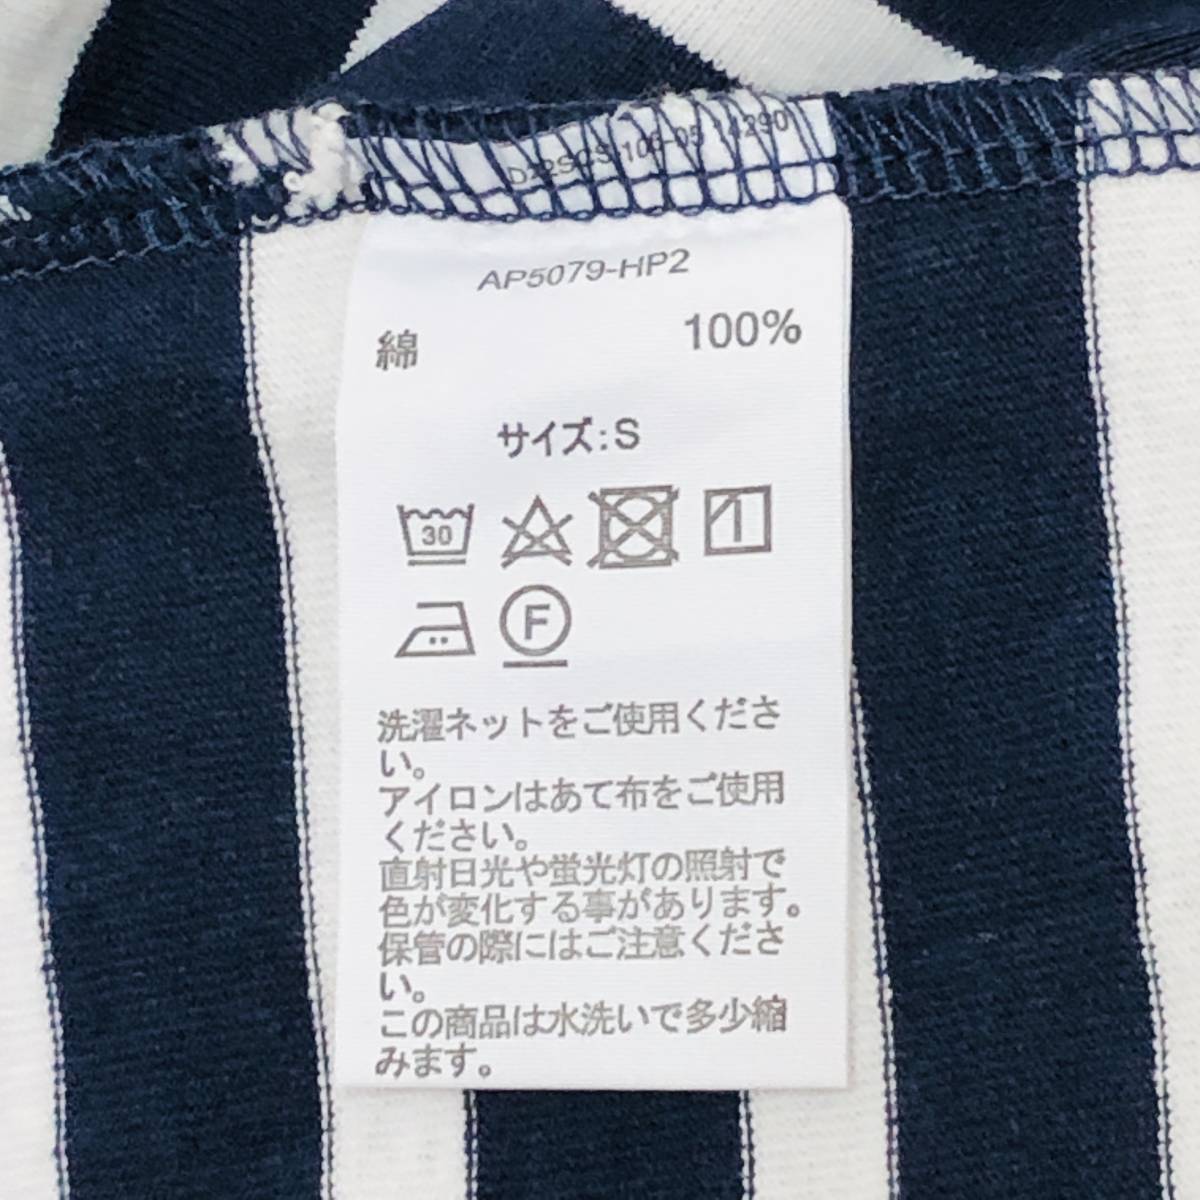 AP5079-HP2
綿 100%
サイズ:S
30
F
洗濯ネットをご使用くださ
い。
アイロンはあて布をご使用
ください。
直射日光や蛍光灯の照射で
色が変化する事があります。
保管の際にはご注意くださ
い。
この商品は水洗いで多少縮
みます。